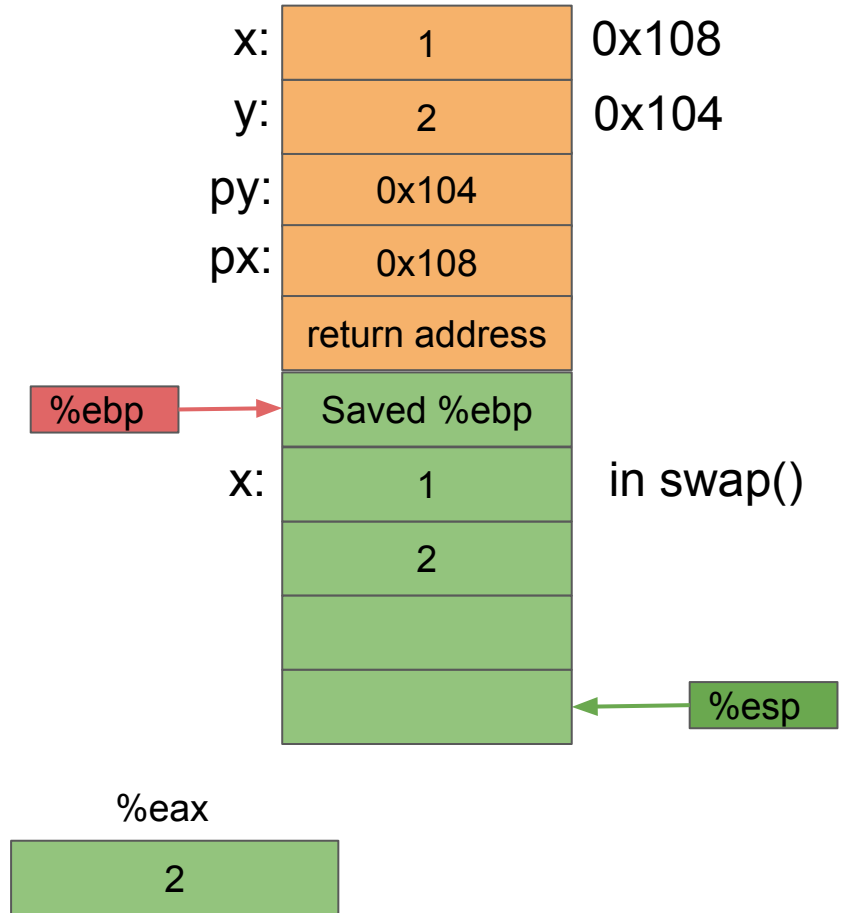 x: 1 0x108
y: 2 0x104
py: 0x104
px: 0x108
return address
%ebp Saved %ebp
x: 1 in swap()
2
%esp
%eax
2